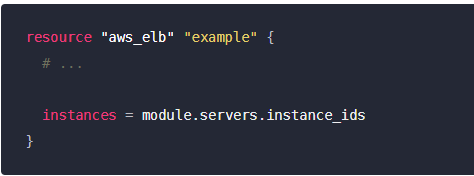 resource "aws_elb" "example" {
# ...
instances = module.servers.instance_ids
}